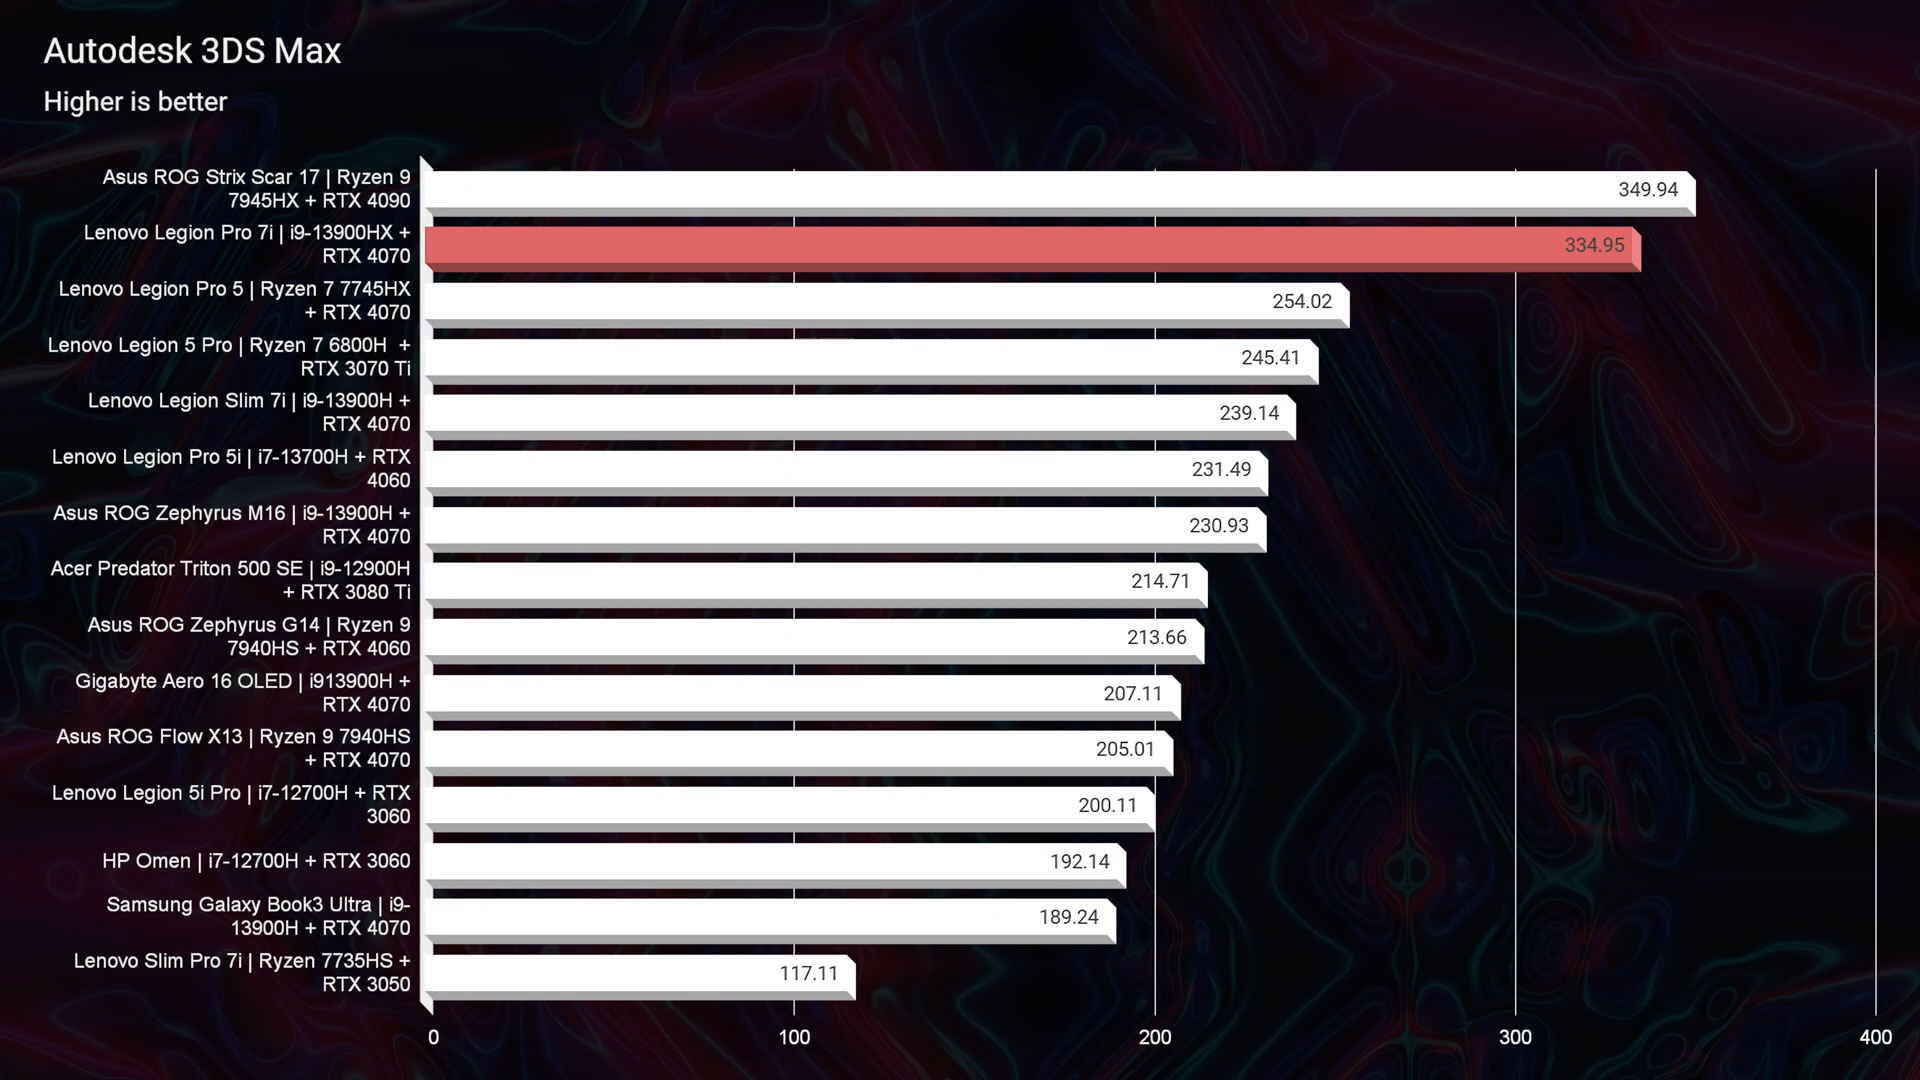 Autodesk 3DS Max
Higher is better
Asus ROG Strix Scar 17 | Ryzen 9
7945HX + RTX 4090
349.94
Lenovo Legion Pro 7i | i9-13900HX +
RTX 4070
334.95
Lenovo Legion Pro 5 | Ryzen 7 7745HX
+ RTX 4070
254.02
Lenovo Legion 5 Pro | Ryzen 7 6800H  +
RTX 3070 Ti
245.41
Lenovo Legion Slim 7i | i9-13900H +
RTX 4070
239.14
Lenovo Legion Pro 5i | i7-13700H + RTX
4060
231.49
Asus ROG Zephyrus M16 | i9-13900H +
RTX 4070
230.93
Acer Predator Triton 500 SE | i9-12900H
+ RTX 3080 Ti
214.71
Asus ROG Zephyrus G14 | Ryzen 9
7940HS + RTX 4060
213.66
Gigabyte Aero 16 OLED | i913900H +
RTX 4070
207.11
Asus ROG Flow X13 | Ryzen 9 7940HS
+ RTX 4070
205.01
Lenovo Legion 5i Pro | i7-12700H + RTX
3060
200.11
HP Omen | i7-12700H + RTX 3060
192.14
Samsung Galaxy Book3 Ultra | i9-
13900H + RTX 4070
189.24
Lenovo Slim Pro 7i | Ryzen 7735HS +
RTX 3050
117.11
0
100
200
300
400